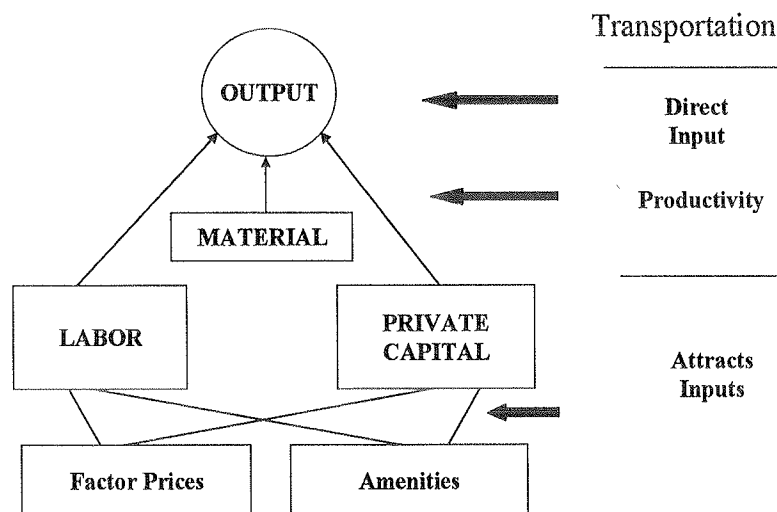 Transportation
OUTPUT
Direct
Input
Productivity
MATERIAL
LABOR
PRIVATE
CAPITAL
Attracts
Inputs
Factor Prices
Amenities